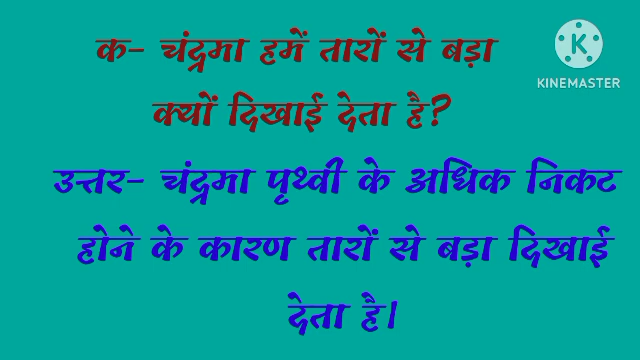 क- चंद्रमा हमें तारों से बड़ा
क्यों दिखाई देता है?
उत्तर- चंद्रमा पृथ्वी के अधिक निकट
होने के कारण तारों से बड़ा दिखाई
देता है।
K
KINEMASTER